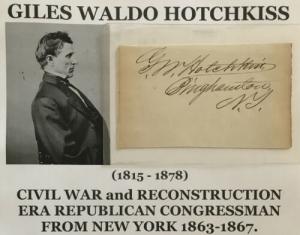 GILES WALDO HOTCHKISS
G.W. Hotchkiss
Binghamton
N.Y.
(1815 - 1878)
CIVIL WAR and RECONSTRUCTION
ERA REPUBLICAN CONGRESSMAN
FROM NEW YORK 1863-1867.